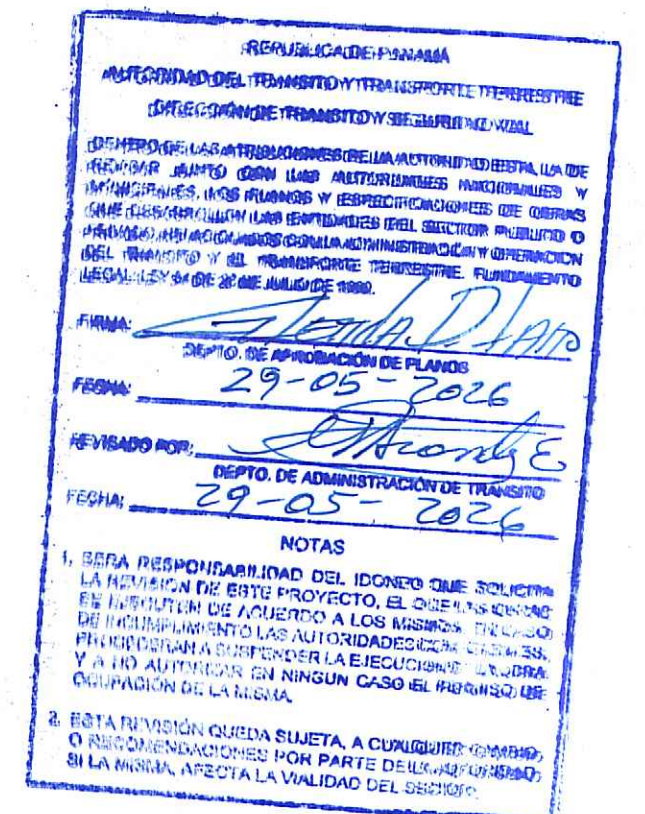 REPUBLICA DE PANAMÁ
AUTORIDAD DEL TRANSITO Y TRANSPORTE TERRESTRE
DIRECCIÓN DE TRANSITO Y SEGURIDAD VIAL
DENTRO DE LAS ATRIBUCIONES DE LA AUTORIDAD ESTA, LA DE
REVISAR JUNTO CON LAS AUTORIDADES NACIONALES Y
MUNICIPALES, LOS PLANOS Y ESPECIFICACIONES DE OBRAS
QUE DESARROLLEN LAS ENTIDADES DEL SECTOR PUBLICO O
PRIVADO, RELACIONADOS CON LA ADMINISTRACIÓN Y OPERACIÓN
DEL TRANSITO Y EL TRANSPORTE TERRESTRE. FUNDAMENTO
LEGAL: LEY 34 DE 28 DE JULIO DE 1999.
FIRMA:
DEPTO. DE APROBACIÓN DE PLANOS
FECHA: 29-05-2026
REVISADO POR:
DEPTO. DE ADMINISTRACIÓN DE TRANSITO
FECHA: 29-05-2026
NOTAS
1. SERA RESPONSABILIDAD DEL IDONEO QUE SOLICITA
LA REVISION DE ESTE PROYECTO, EL QUE LAS OBRAS
SE EJECUTEN DE ACUERDO A LOS MISMOS. EN CASO
DE INCUMPLIMIENTO LAS AUTORIDADES
PROCEDERAN A SUSPENDER LA EJECUCION OBRA,
Y A NO AUTORIZAR EN NINGUN CASO EL PERMISO DE
OCUPACIÓN DE LA MISMA.
2. ESTA REVISIÓN QUEDA SUJETA, A CUALQUIER CAMBIO,
O RECOMENDACIONES POR PARTE DE LA AUTORIDAD,
SI LA MISMA, AFECTA LA VIALIDAD DEL SECTOR.